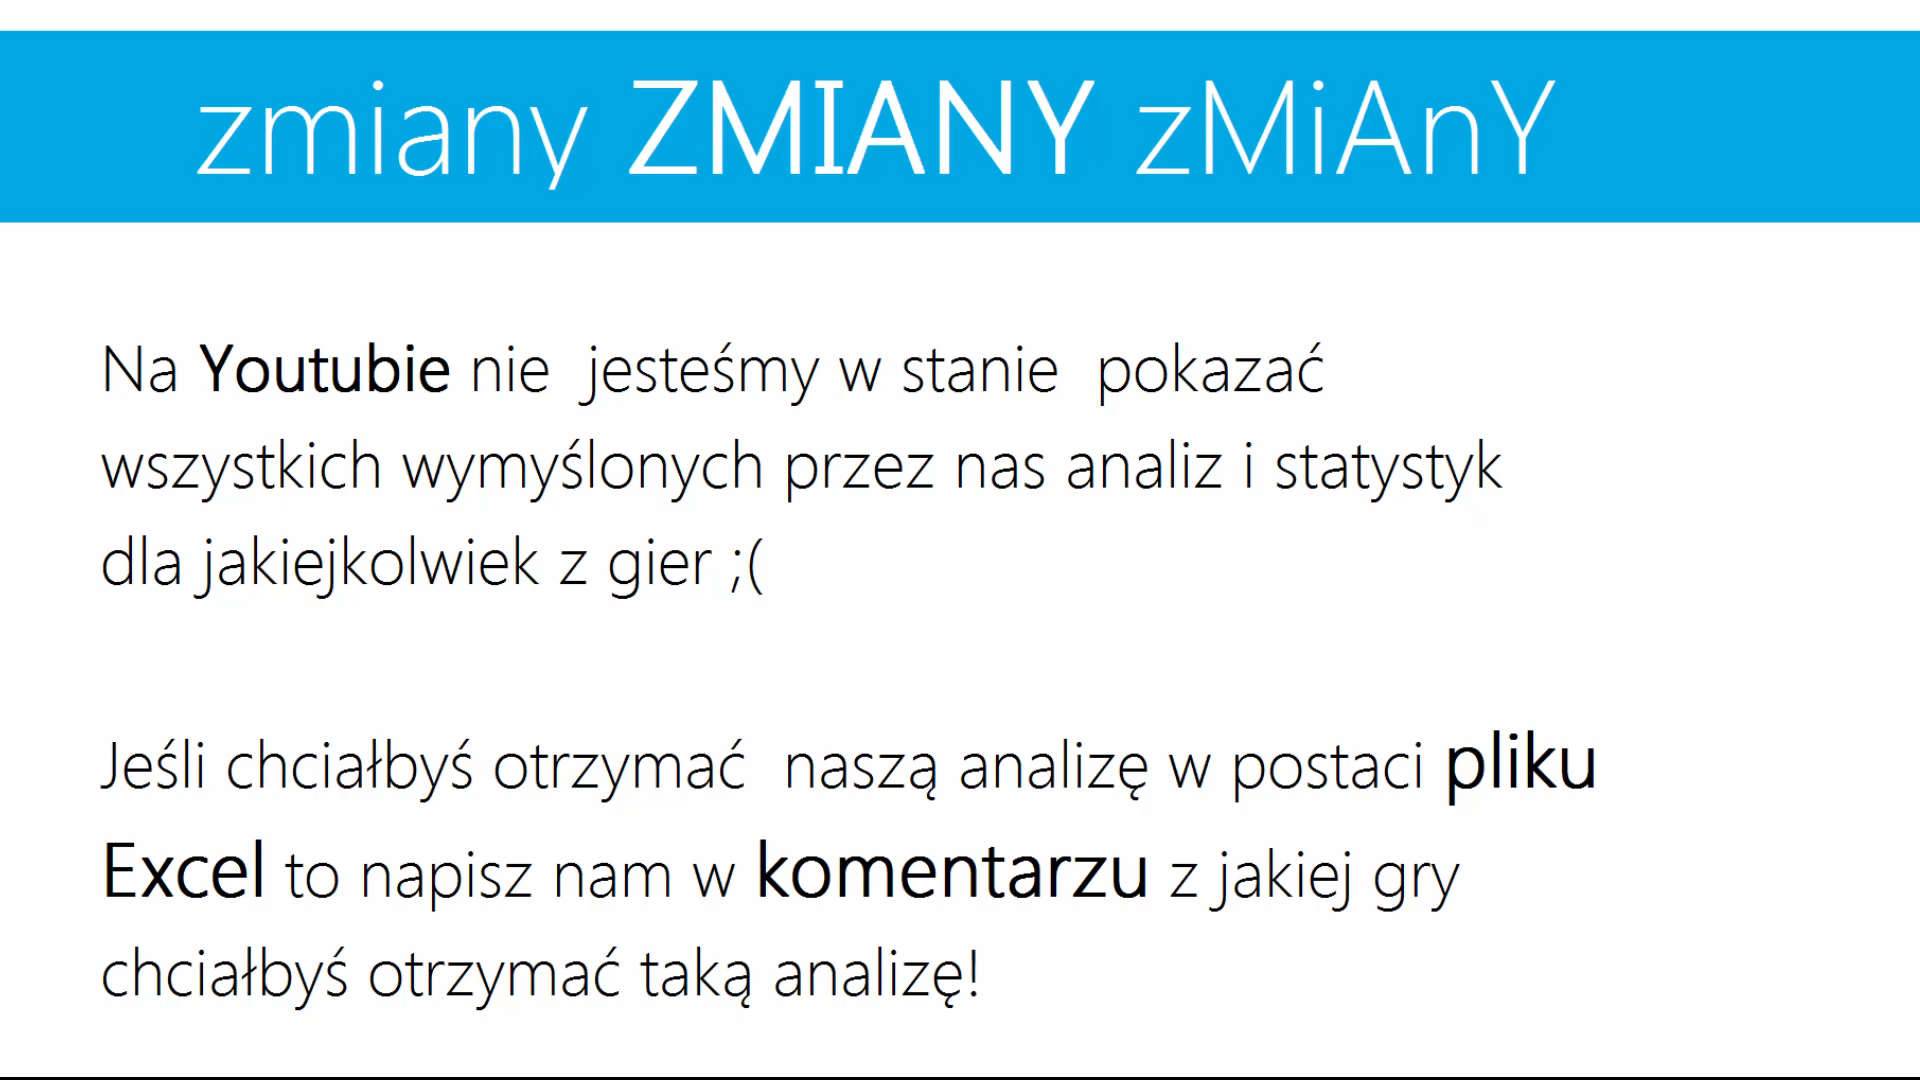 zmiany ZMIANY zMiAnY
Na Youtubie nie jesteśmy w stanie pokazać
wszystkich wymyślonych przez nas analiz i statystyk
dla jakiejkolwiek z gier ;(
Jeśli chciałbyś otrzymać naszą analizę w postaci pliku
Excel to napisz nam w komentarzu z jakiej gry
chciałbyś otrzymać taką analizę!